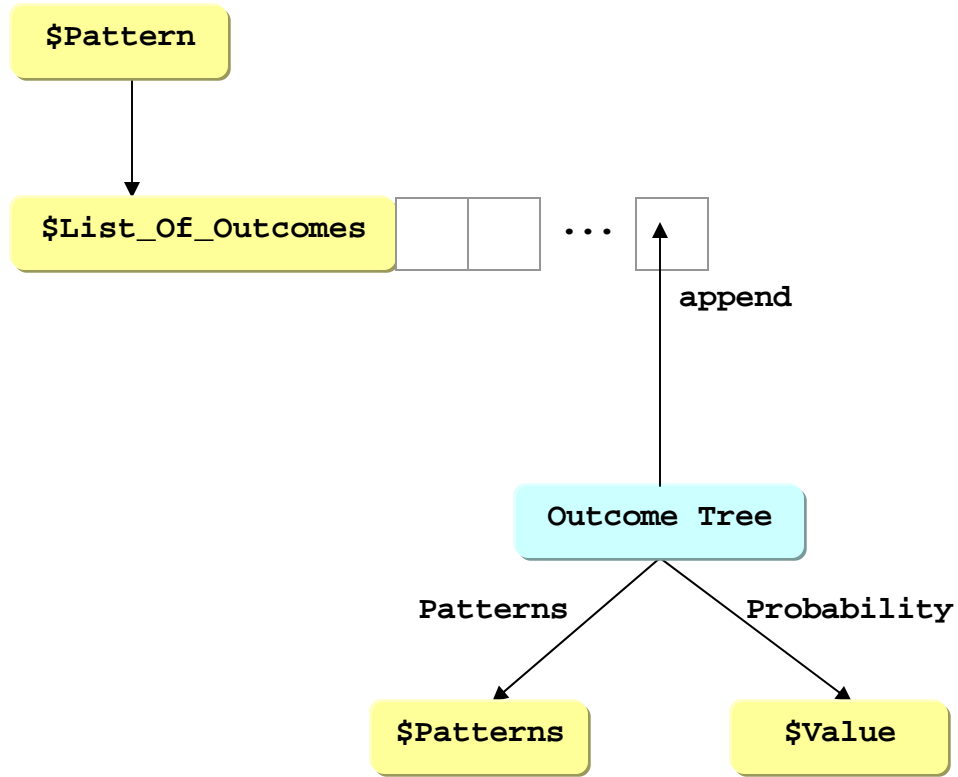 $Pattern
$List_Of_Outcomes
...
append
Outcome Tree
Patterns
Probability
$Patterns
$Value